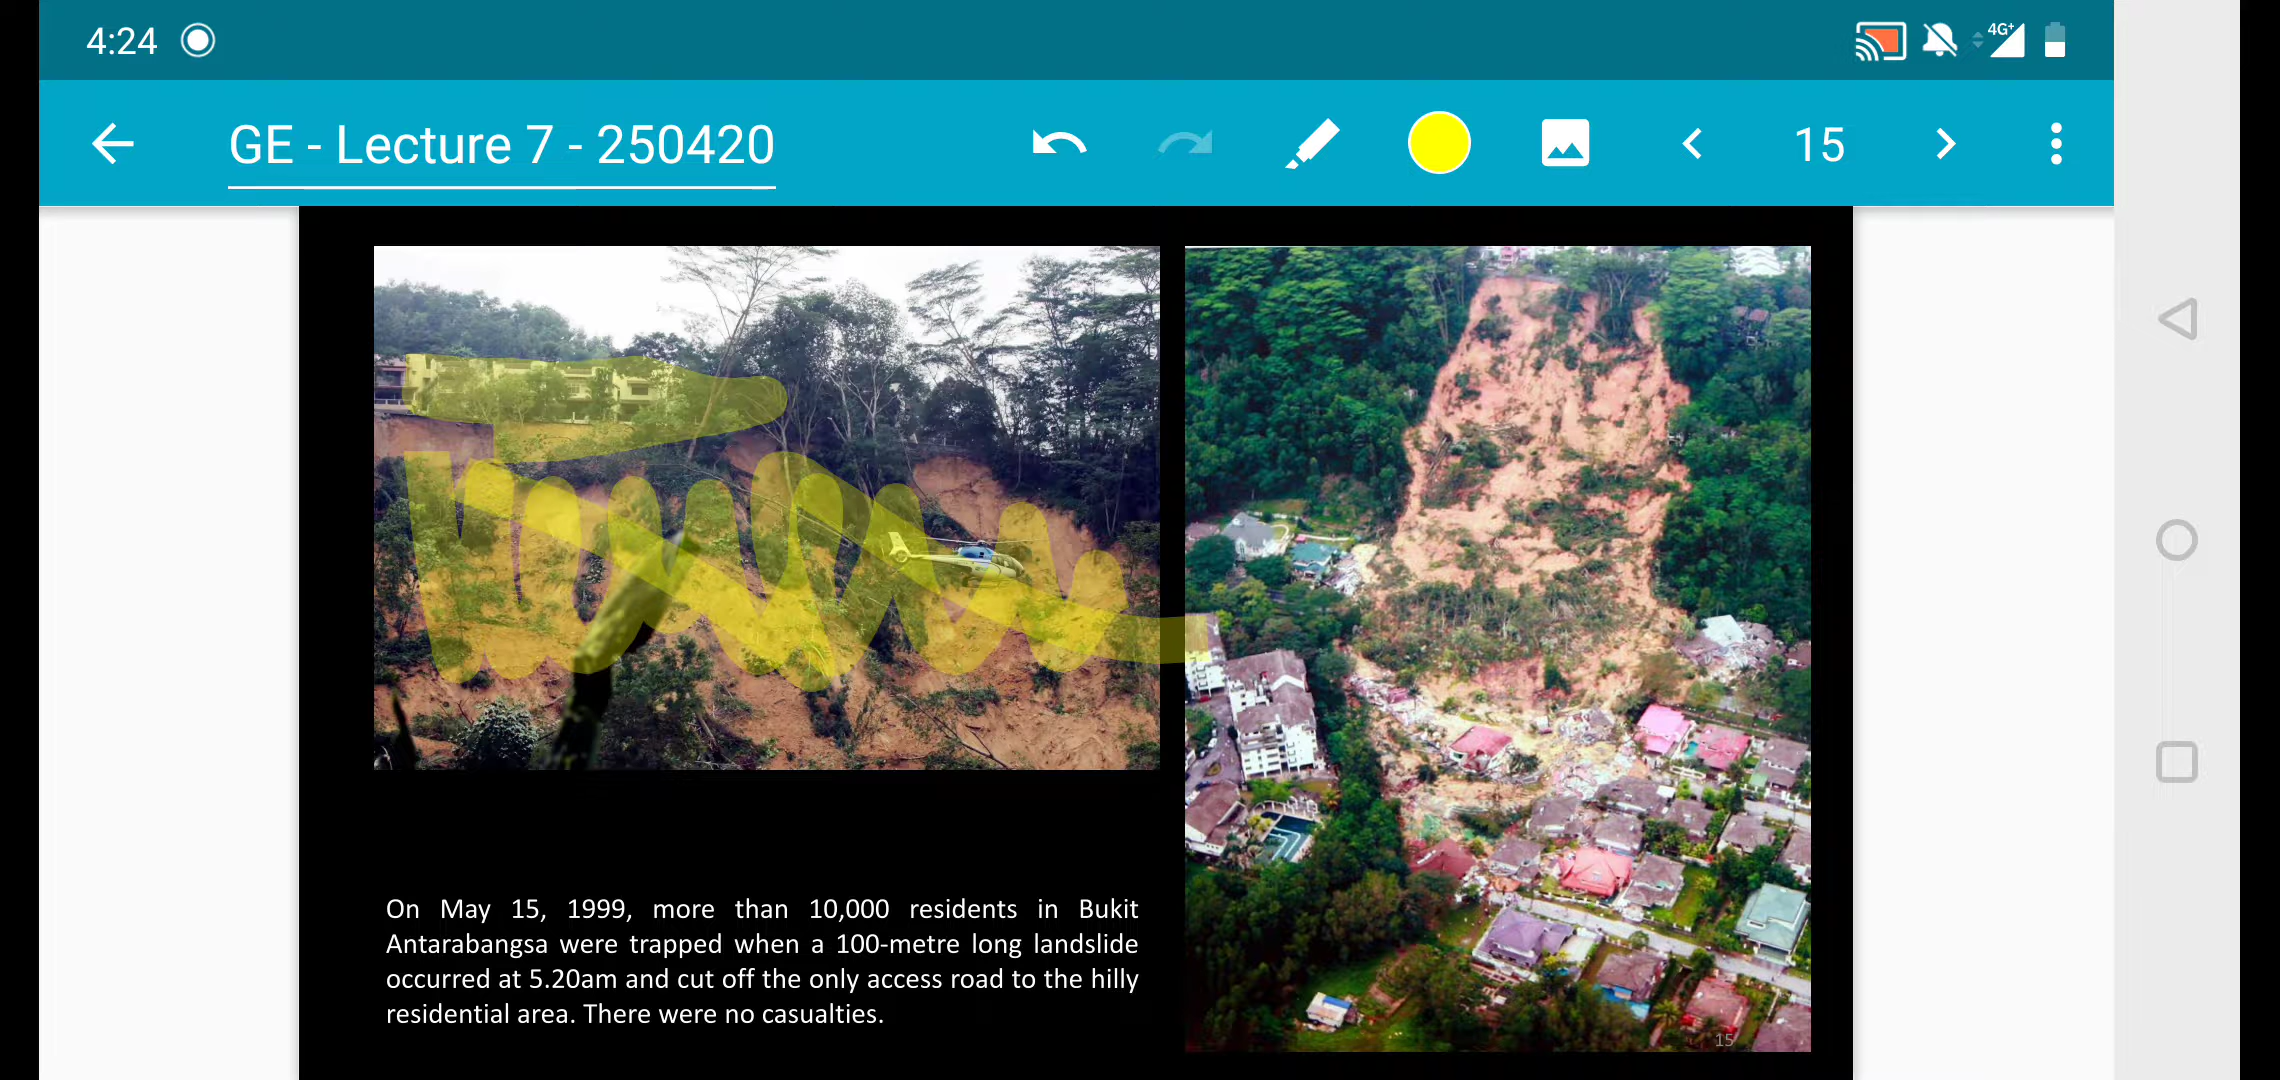 4:24
4G+
GE - Lecture 7 - 250420
15
On May 15, 1999, more than 10,000 residents in Bukit
Antarabangsa were trapped when a 100-metre long landslide
occurred at 5.20am and cut off the only access road to the hilly
residential area. There were no casualties.
15